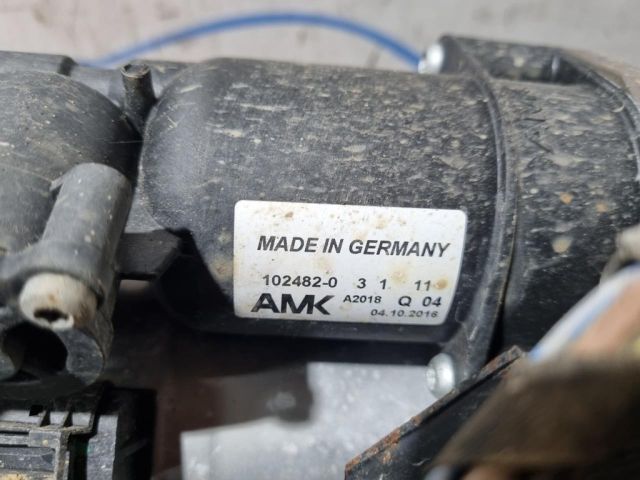 MADE IN GERMANY
102482-0 3 1 11
AMK A2018 Q 04
04.10.2016